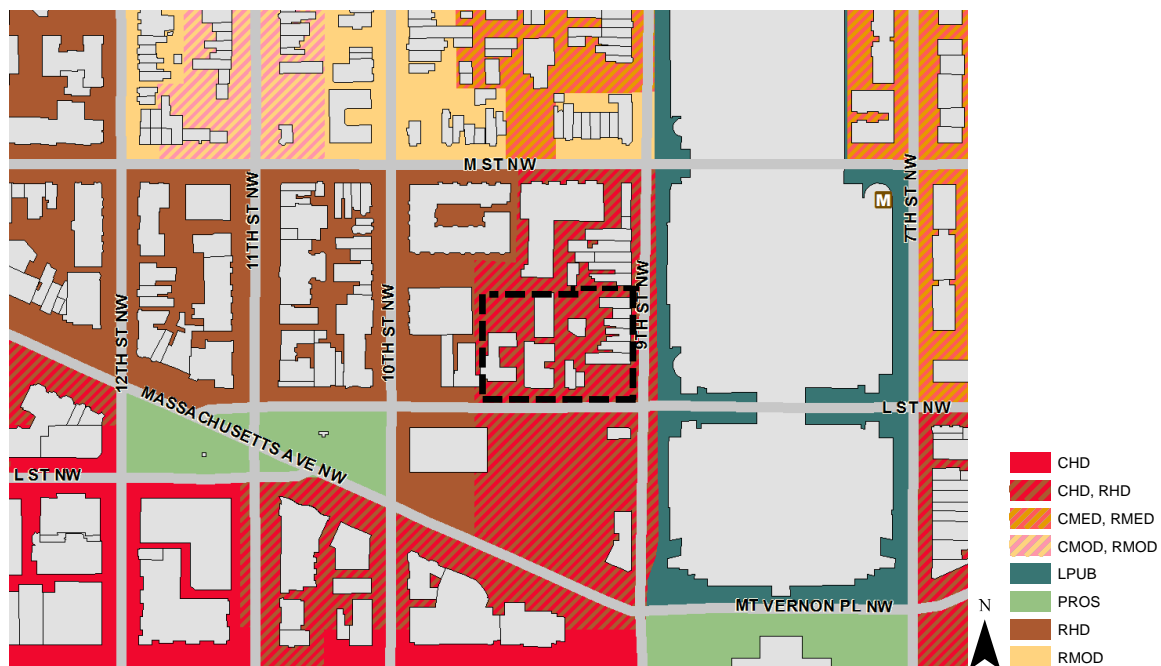 M ST NW
M
7TH ST NW
11TH ST NW
10TH ST NW
9TH ST NW
12TH ST NW
MASSACHUSETTS AVE NW
L ST NW
L ST NW
MT VERNON PL NW
N
CHD
CHD, RHD
CMED, RMED
CMOD, RMOD
LPUB
PROS
RHD
RMOD